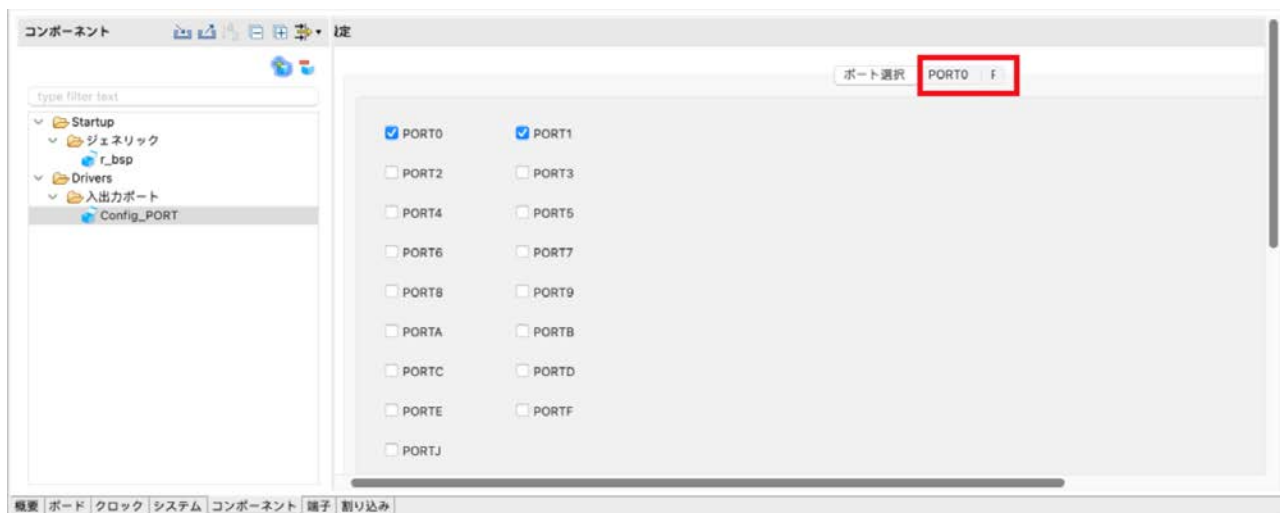 コンポーネント
設定
type filter text
Startup
ジェネリック
r_bsp
Drivers
入出力ポート
Config_PORT
ポート選択 PORT0
PORT0 PORT1
PORT2 PORT3
PORT4 PORT5
PORT6 PORT7
PORT8 PORT9
PORTA PORTB
PORTC PORTD
PORTE PORTF
PORTJ
概要 ボード クロック システム コンポーネント 端子 割り込み